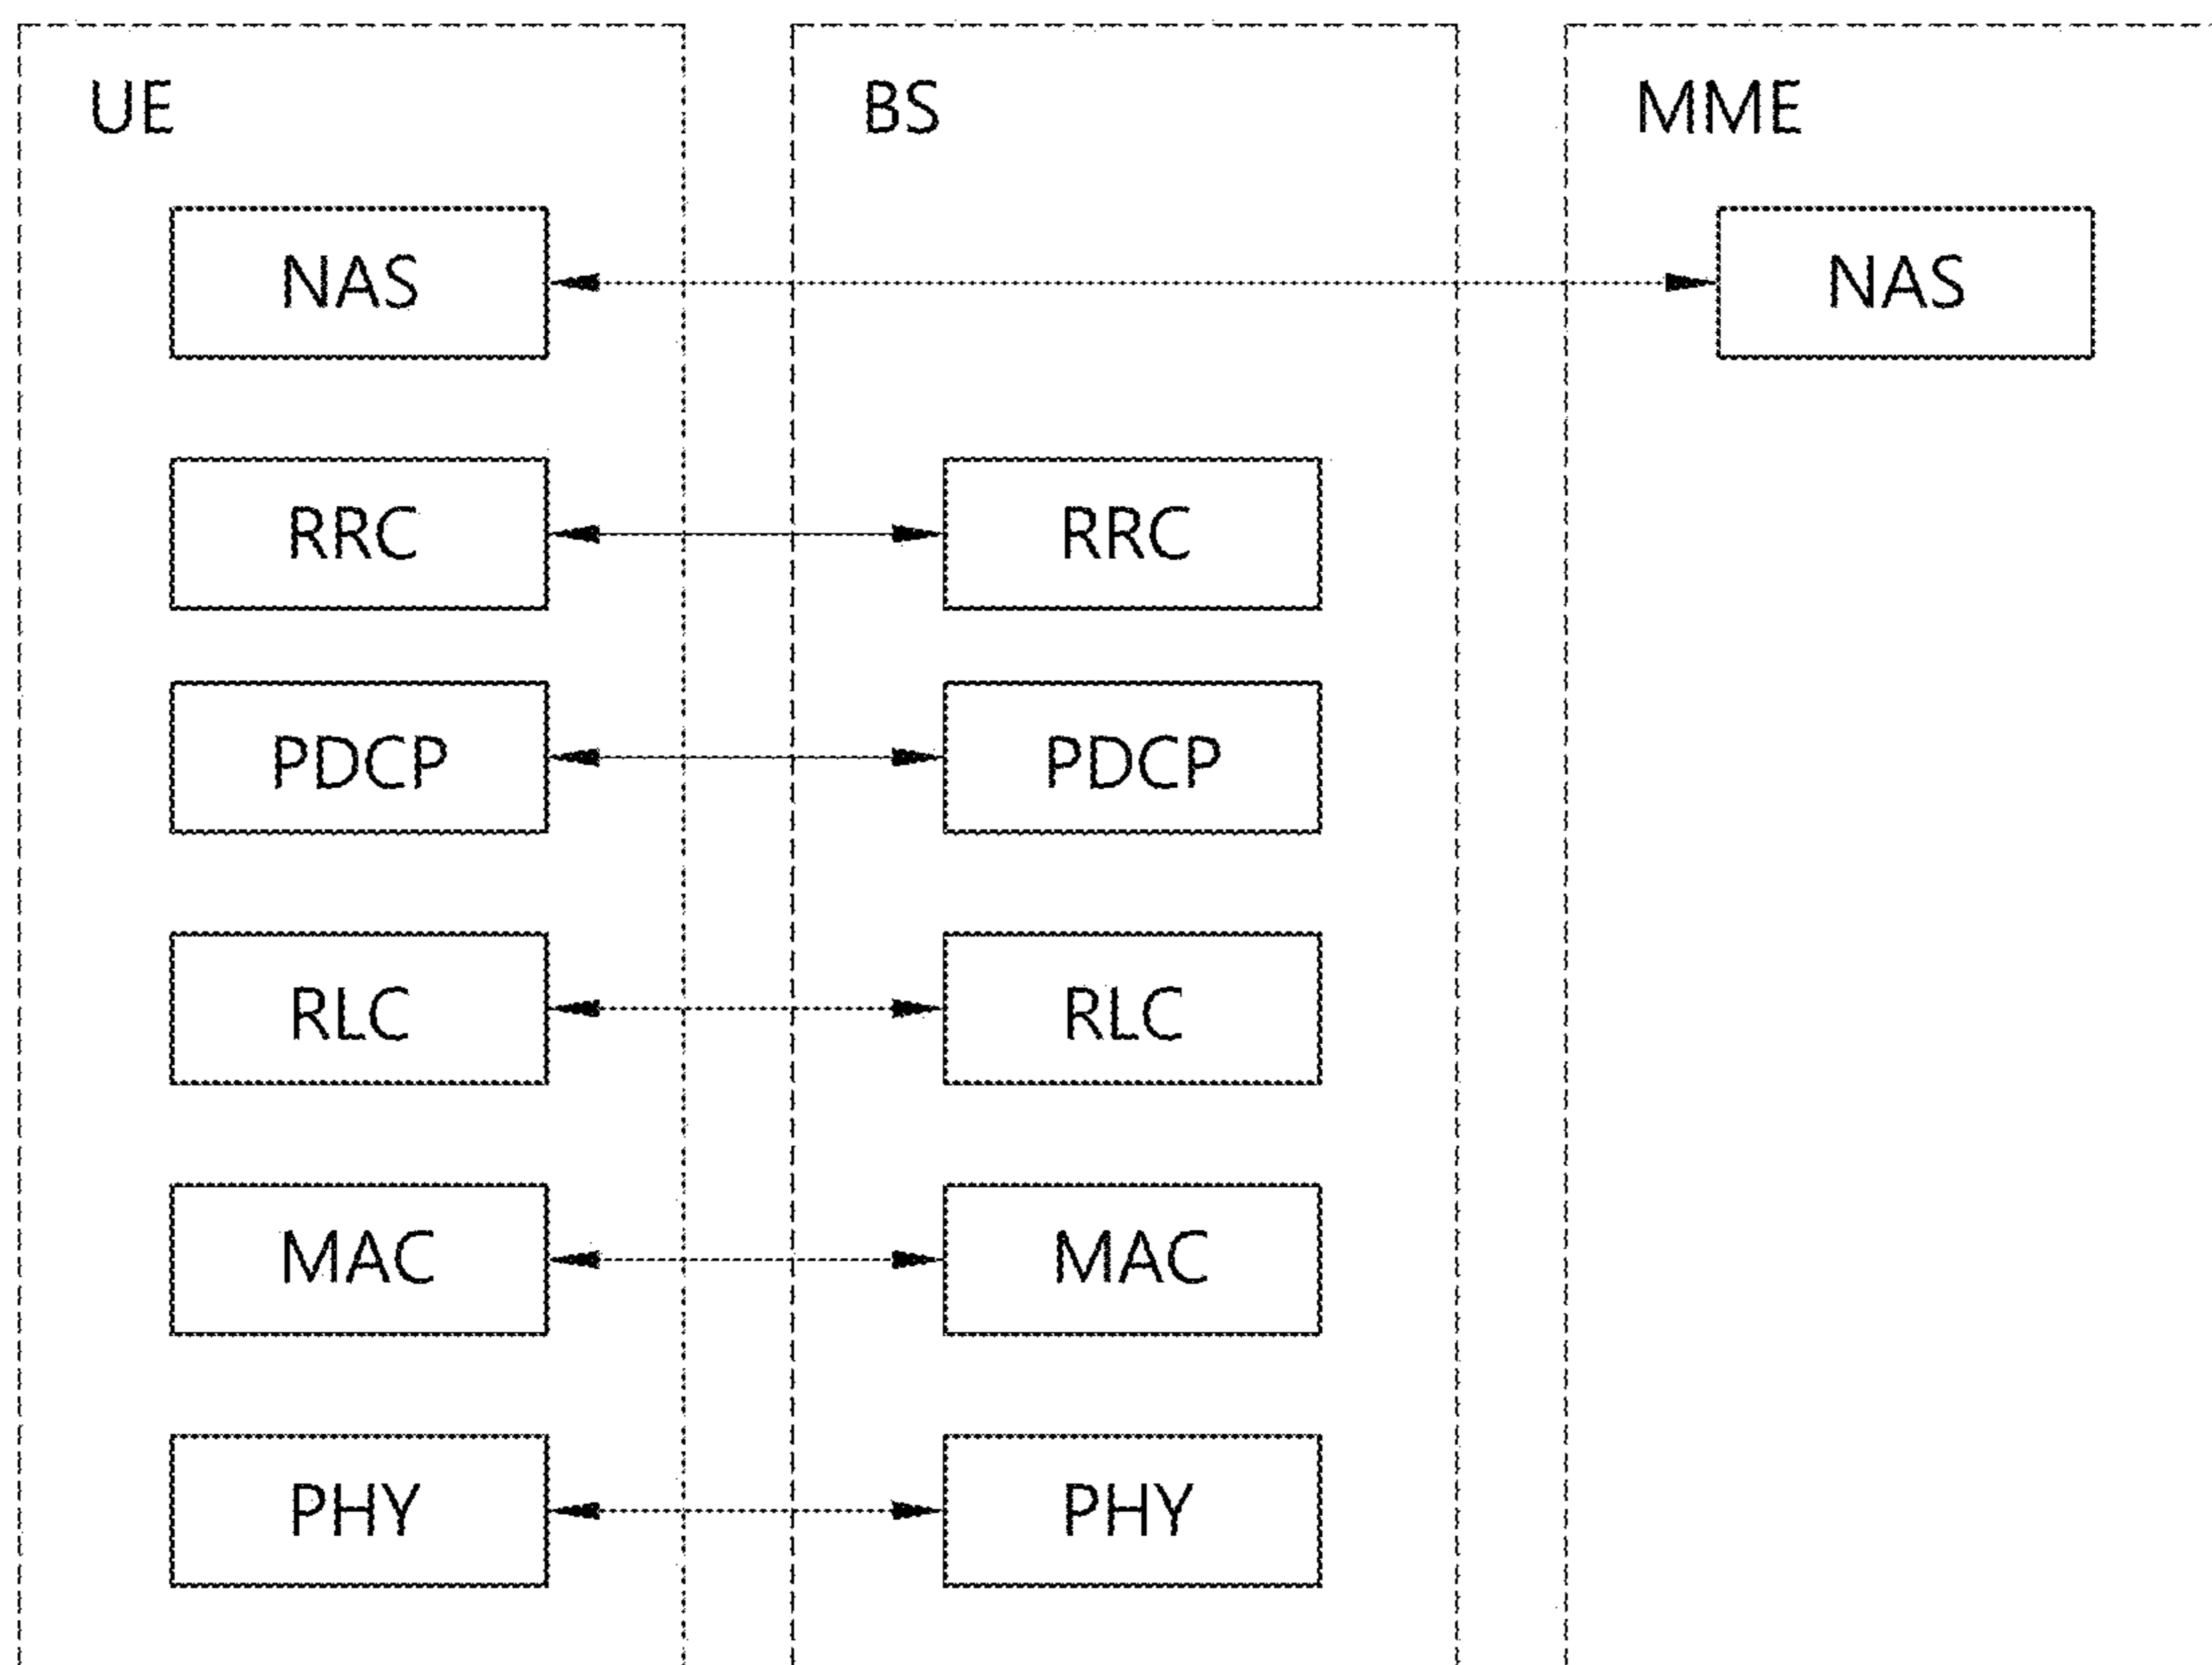 UE BS MME
NAS NAS
RRC RRC
PDCP PDCP
RLC RLC
MAC MAC
PHY PHY